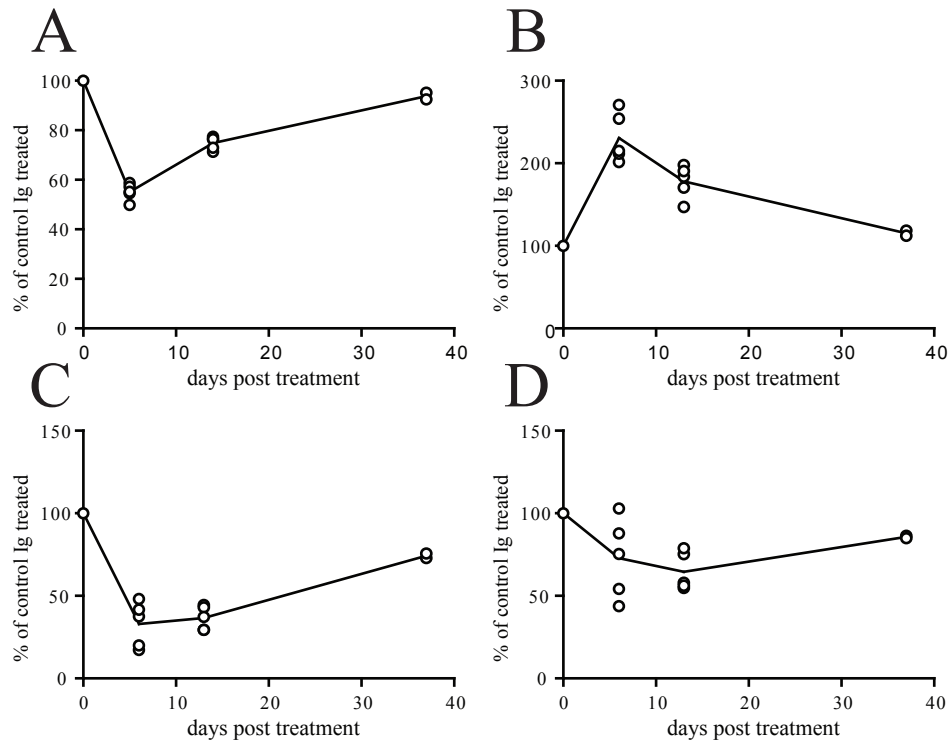 A
100
80
60
40
20
0
% of control Ig treated
0 10 20 30 40
days post treatment
B
300
200
100
0
% of control Ig treated
0 10 20 30 40
days post treatment
C
150
100
50
0
% of control Ig treated
0 10 20 30 40
days post treatment
D
150
100
50
0
% of control Ig treated
0 10 20 30 40
days post treatment